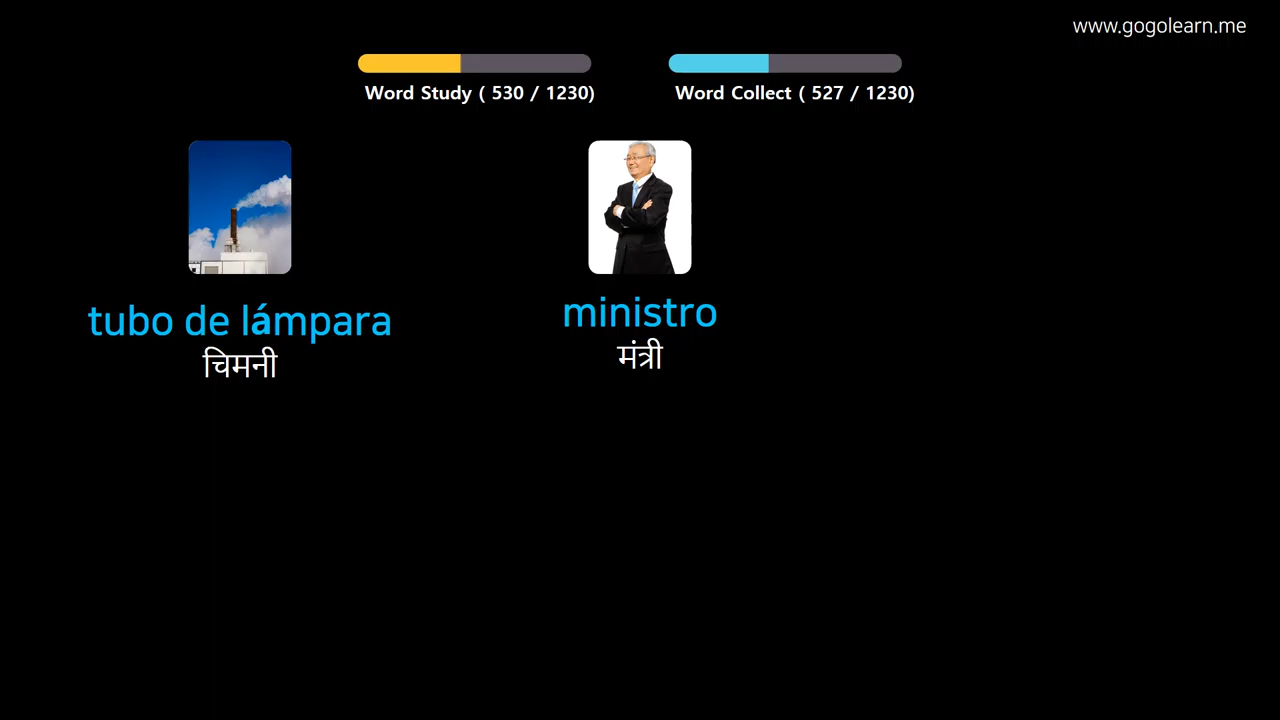 www.gogolearn.me
Word Study ( 530 / 1230)
Word Collect ( 527 / 1230)
tubo de lámpara
चिमनी
ministro
मंत्री